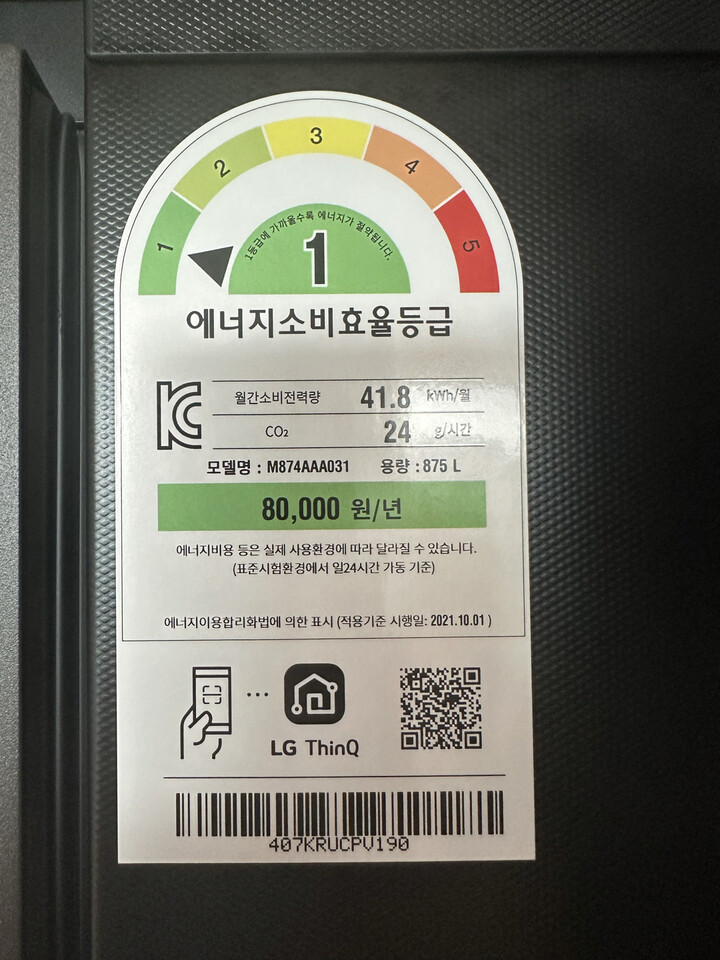 1
2
3
4
5
1등급에 가까울수록 에너지가 절약됩니다.
1
에너지소비효율등급
월간소비전력량 41.8 kWh/월
CO₂ 24 g/시간
모델명 : M874AAA031 용량 : 875 L
80,000 원/년
에너지비용 등은 실제 사용환경에 따라 달라질 수 있습니다.
(표준시험환경에서 일24시간 가동 기준)
에너지이용합리화법에 의한 표시 (적용기준 시행일: 2021.10.01 )
LG ThinQ
407KRUCPV190